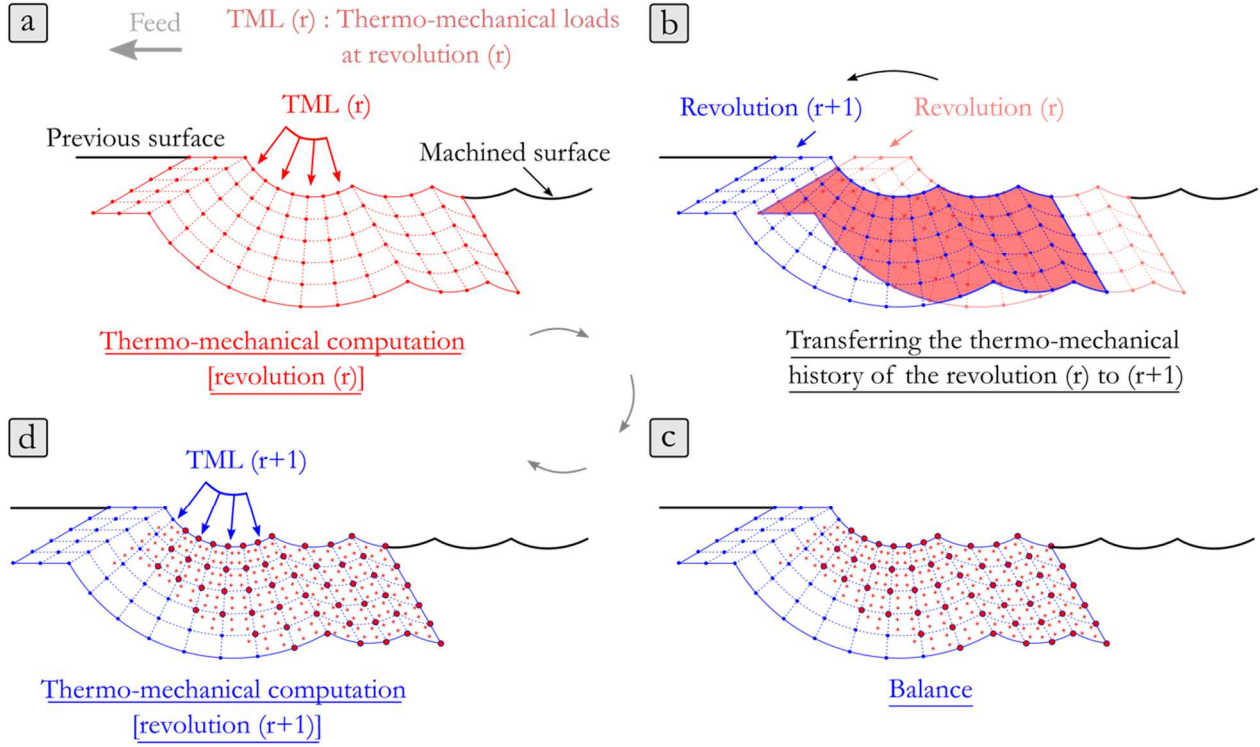 a
Feed
TML (r) : Thermo-mechanical loads
at revolution (r)
TML (r)
Previous surface
Machined surface
Thermo-mechanical computation
[revolution (r)]
b
Revolution (r+1)
Revolution (r)
Transferring the thermo-mechanical
history of the revolution (r) to (r+1)
d
TML (r+1)
Thermo-mechanical computation
[revolution (r+1)]
c
Balance